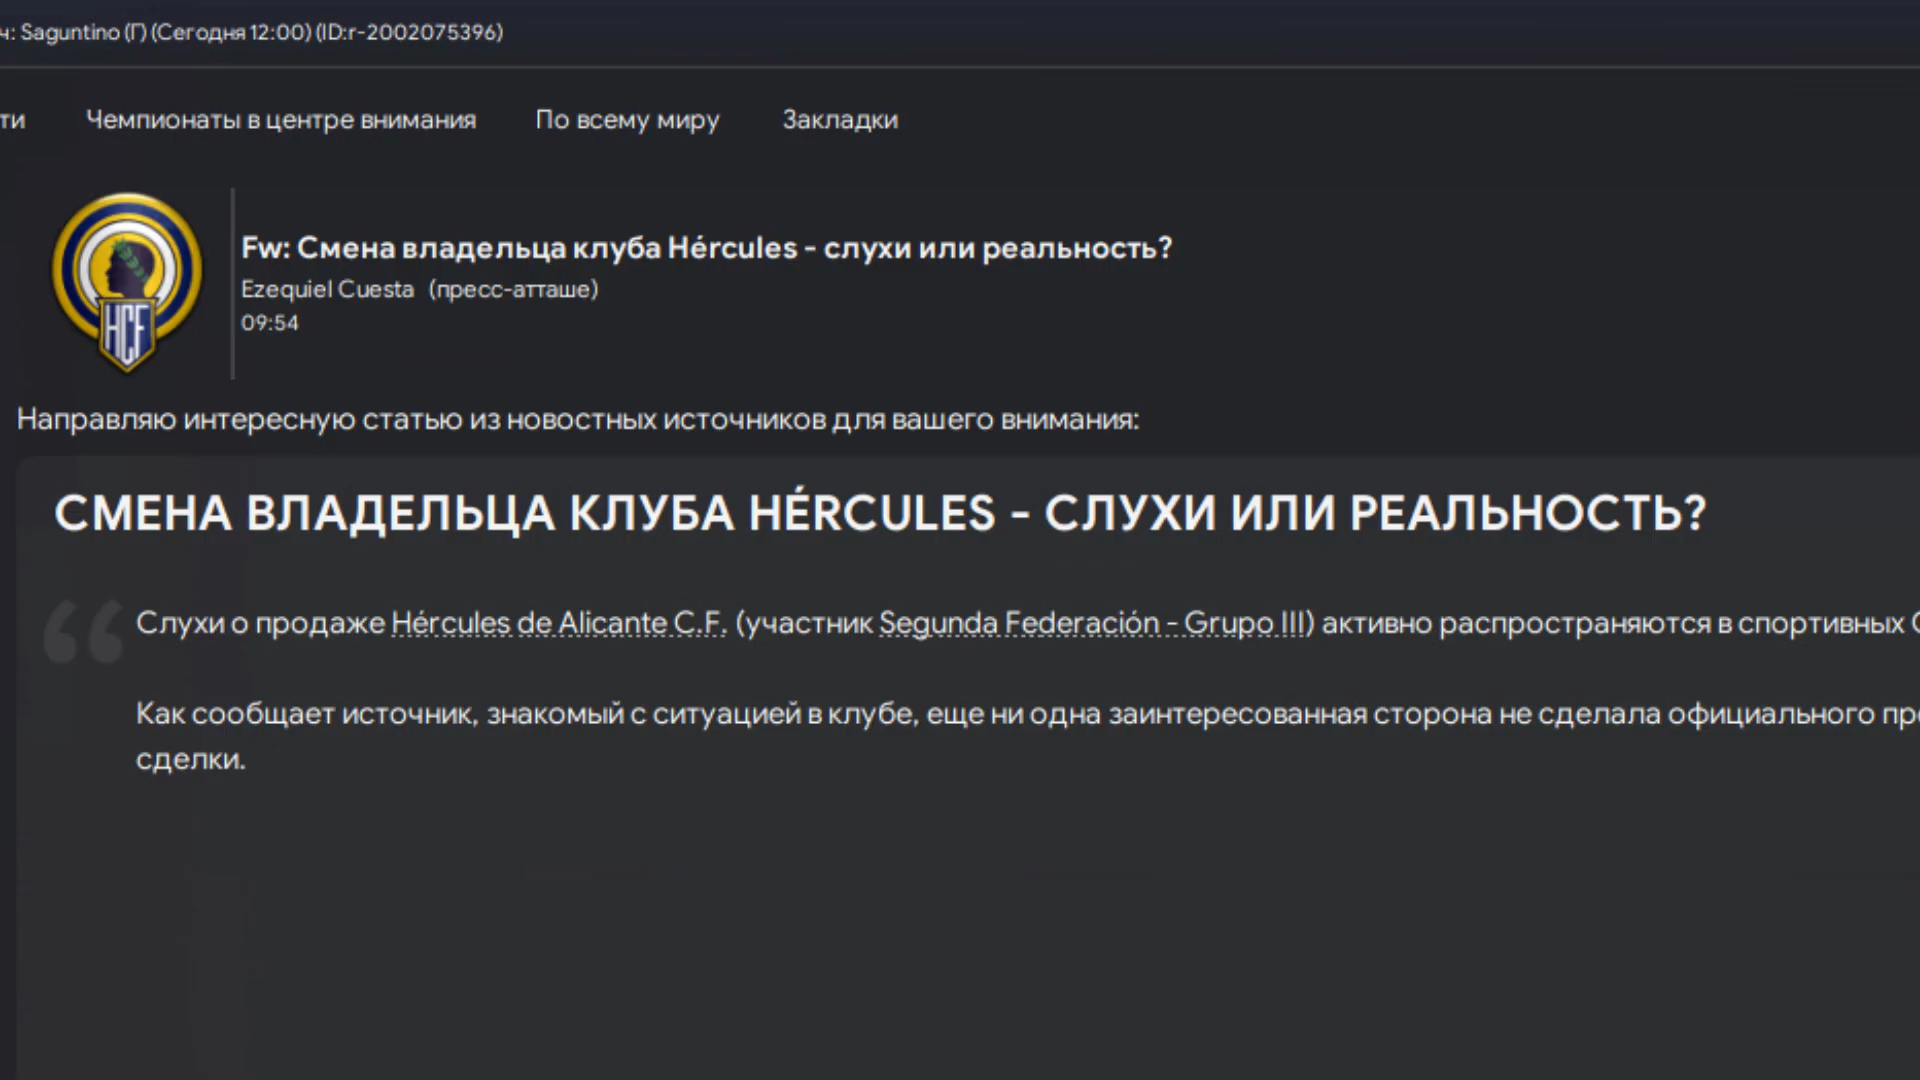 Saguntino (Г) (Сегодня 12:00) (ID:r-2002075396)
Чемпионаты в центре внимания По всему миру Закладки
HCF
Fw: Смена владельца клуба Hércules - слухи или реальность?
Ezequiel Cuesta (пресс-атташе)
09:54
Направляю интересную статью из новостных источников для вашего внимания:
СМЕНА ВЛАДЕЛЬЦА КЛУБА HÉRCULES - СЛУХИ ИЛИ РЕАЛЬНОСТЬ?
Слухи о продаже Hércules de Alicante C.F. (участник Segunda Federación - Grupo III) активно распространяются в спортивных
Как сообщает источник, знакомый с ситуацией в клубе, еще ни одна заинтересованная сторона не сделала официального
сделки.